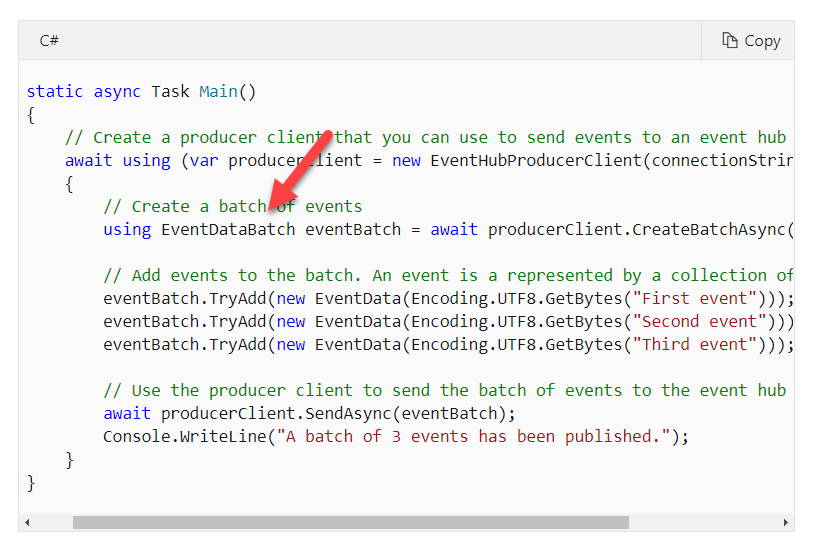 C#
Copy
static async Task Main()
{
// Create a producer client that you can use to send events to an event hub
await using (var producerClient = new EventHubProducerClient(connectionStrin
{
// Create a batch of events
using EventDataBatch eventBatch = await producerClient.CreateBatchAsync(
// Add events to the batch. An event is a represented by a collection of
eventBatch.TryAdd(new EventData(Encoding.UTF8.GetBytes("First event")));
eventBatch.TryAdd(new EventData(Encoding.UTF8.GetBytes("Second event")))
eventBatch.TryAdd(new EventData(Encoding.UTF8.GetBytes("Third event")));
// Use the producer client to send the batch of events to the event hub
await producerClient.SendAsync(eventBatch);
Console.WriteLine("A batch of 3 events has been published.");
}
}